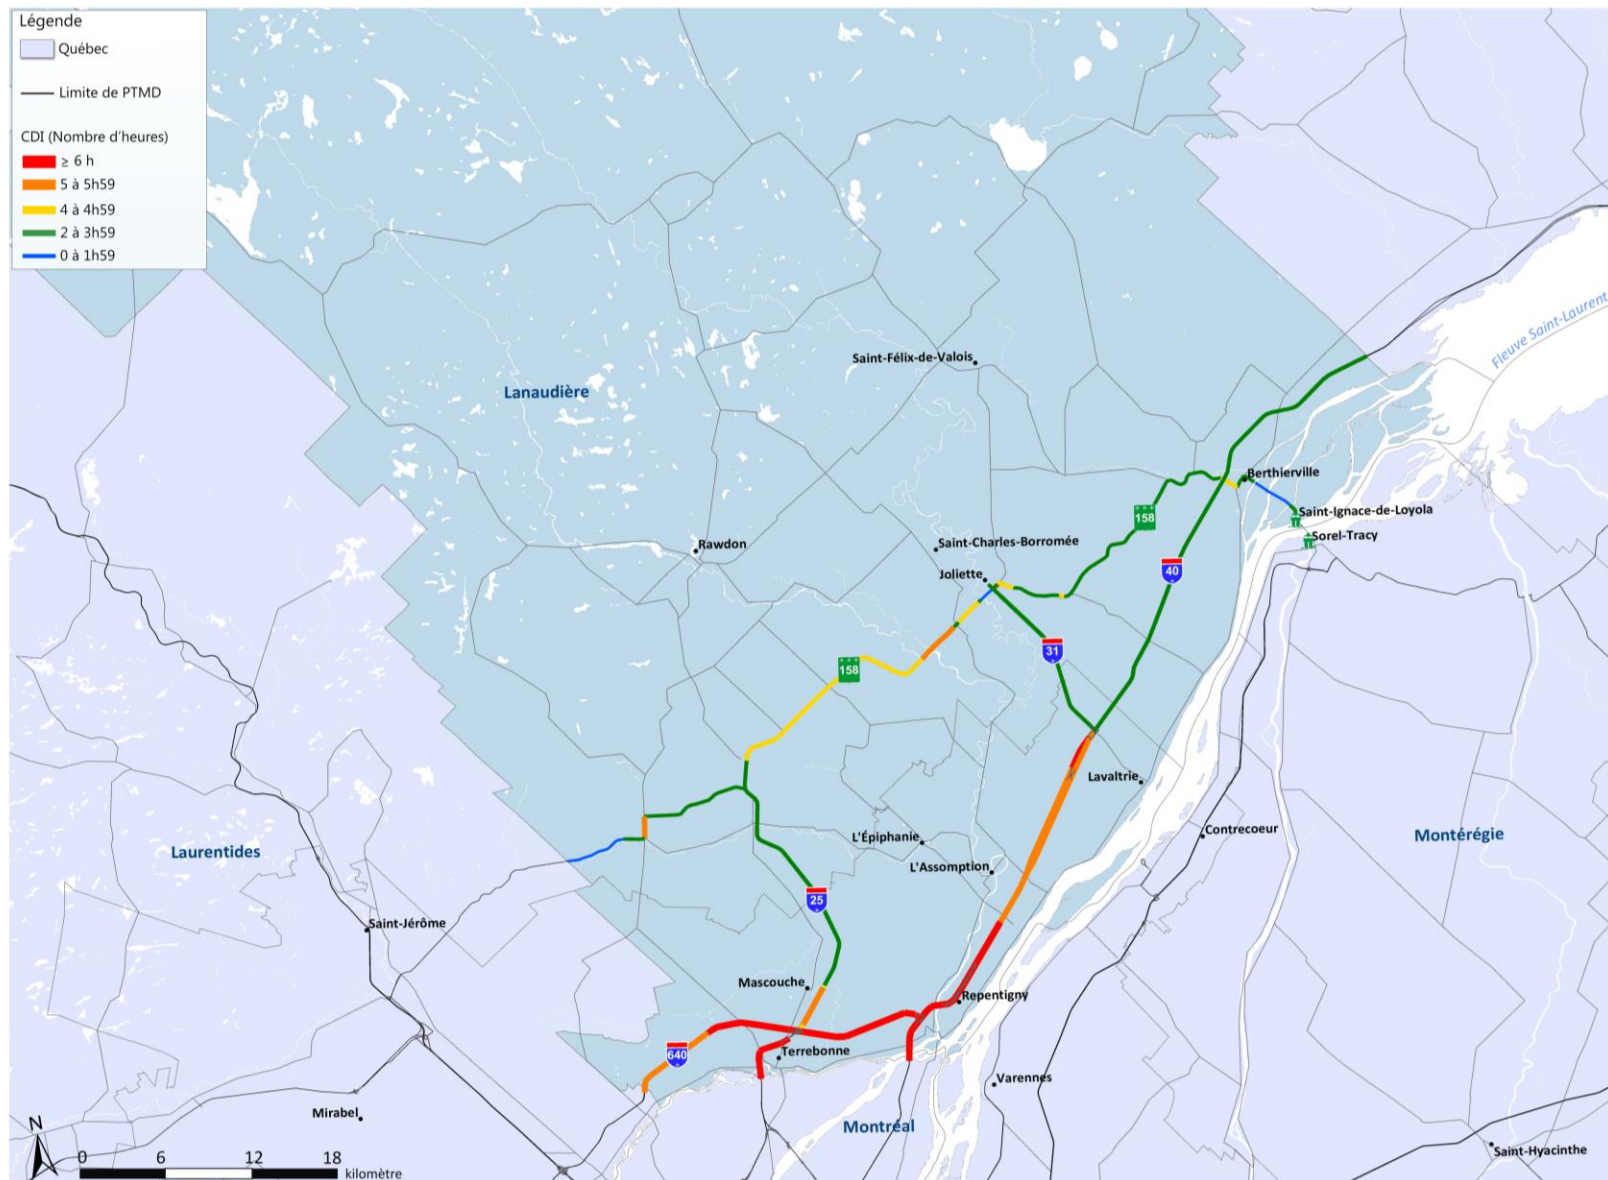 Légende
Québec
Limite de PTMD
CDI (Nombre d'heures)
≥ 6 h
5 à 5h59
4 à 4h59
2 à 3h59
0 à 1h59
Fleuve Saint-Laurent
Saint-Félix-de-Valois
Lanaudière
Berthierville
158
Saint-Ignace-de-Loyola
Sorel-Tracy
Rawdon
Saint-Charles-Borromée
Joliette
40
31
158
Lavaltrie
Contrecoeur
Montérégie
L'Épiphanie
Laurentides
L'Assomption
25
Saint-Jérôme
Mascouche
Repentigny
640
Terrebonne
Varennes
Mirabel
Montréal
N
Saint-Hyacinthe
0 6 12 18
kilomètre